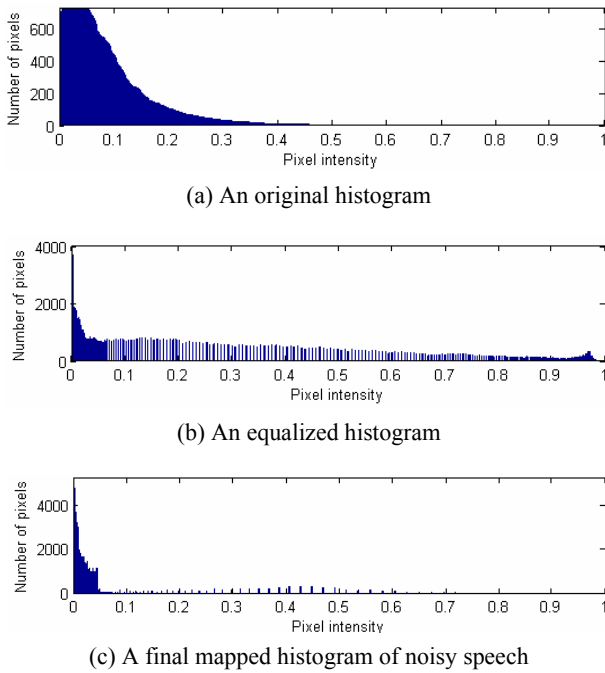 Number of pixels
600
400
200
0
0 0.1 0.2 0.3 0.4 0.5 0.6 0.7 0.8 0.9 1
Pixel intensity
(a) An original histogram
Number of pixels
4000
2000
0
0 0.1 0.2 0.3 0.4 0.5 0.6 0.7 0.8 0.9 1
Pixel intensity
(b) An equalized histogram
Number of pixels
4000
2000
0
0 0.1 0.2 0.3 0.4 0.5 0.6 0.7 0.8 0.9 1
Pixel intensity
(c) A final mapped histogram of noisy speech